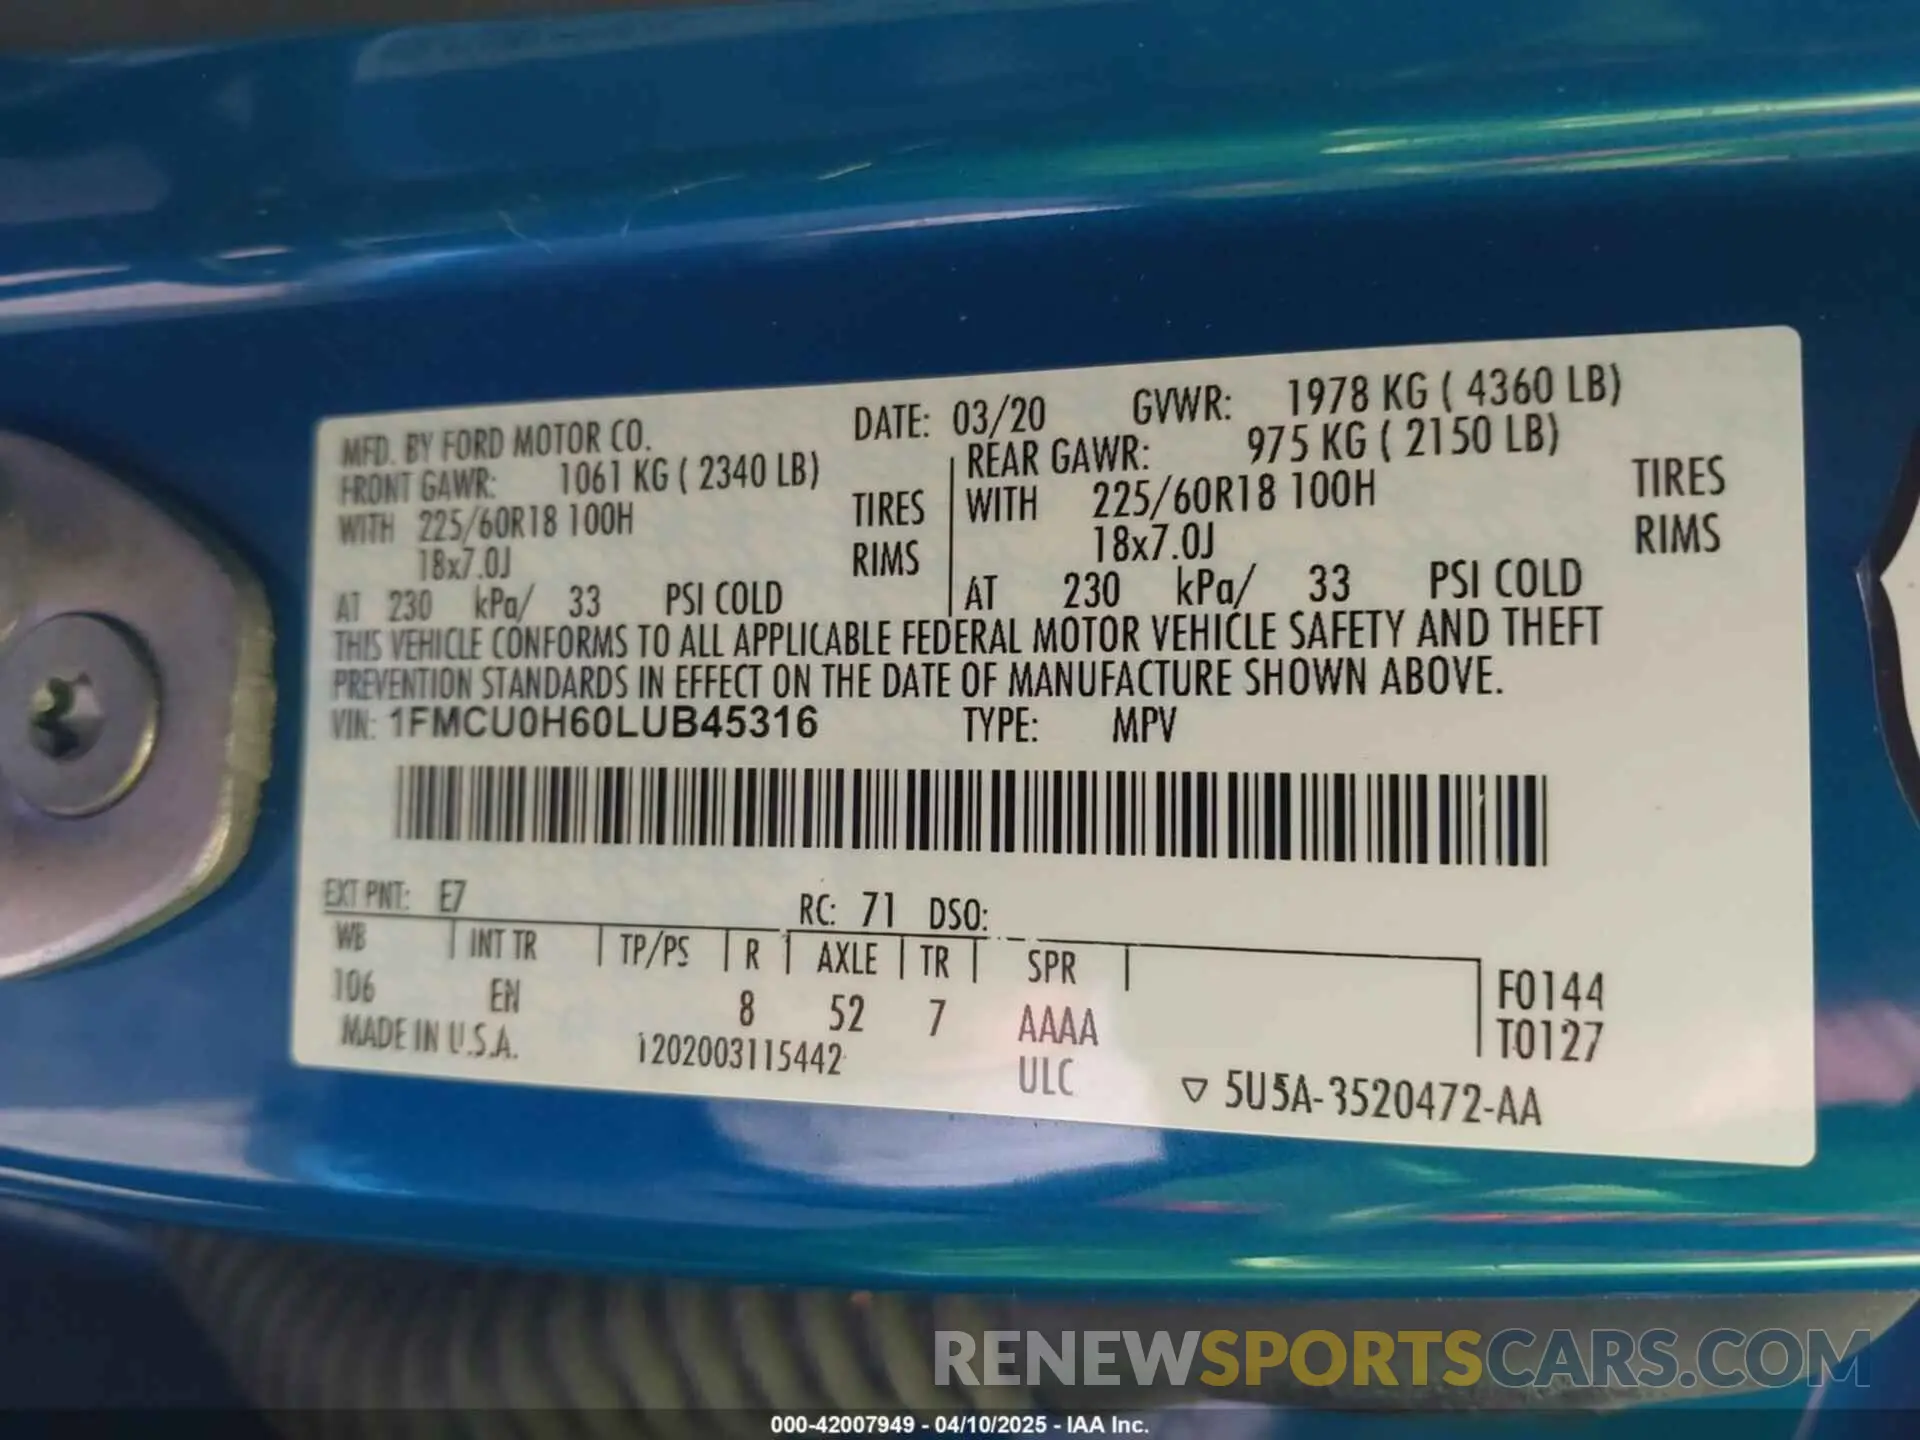 MFD. BY FORD MOTOR CO. DATE: 03/20 GVWR: 1978 KG ( 4360 LB)
FRONT GAWR: 1061 KG ( 2340 LB) REAR GAWR: 975 KG ( 2150 LB)
WITH 225/60R18 100H TIRES WITH 225/60R18 100H TIRES
18x7.0J RIMS 18x7.0J RIMS
AT 230 kPa/ 33 PSI COLD AT 230 kPa/ 33 PSI COLD
THIS VEHICLE CONFORMS TO ALL APPLICABLE FEDERAL MOTOR VEHICLE SAFETY AND THEFT
PREVENTION STANDARDS IN EFFECT ON THE DATE OF MANUFACTURE SHOWN ABOVE.
VIN: 1FMCU0H60LUB45316 TYPE: MPV
EXT PNT: E7 RC: 71 DSO:
WB INT TR TP/PS R AXLE TR SPR
106 EN 8 52 7 AAAA F0144
MADE IN U.S.A. 1202003115442 ULC T0127
▽ 5U5A-3520472-AA
RENEWSPORTSCARS.COM
000-42007949 - 04/10/2025 - IAA Inc.